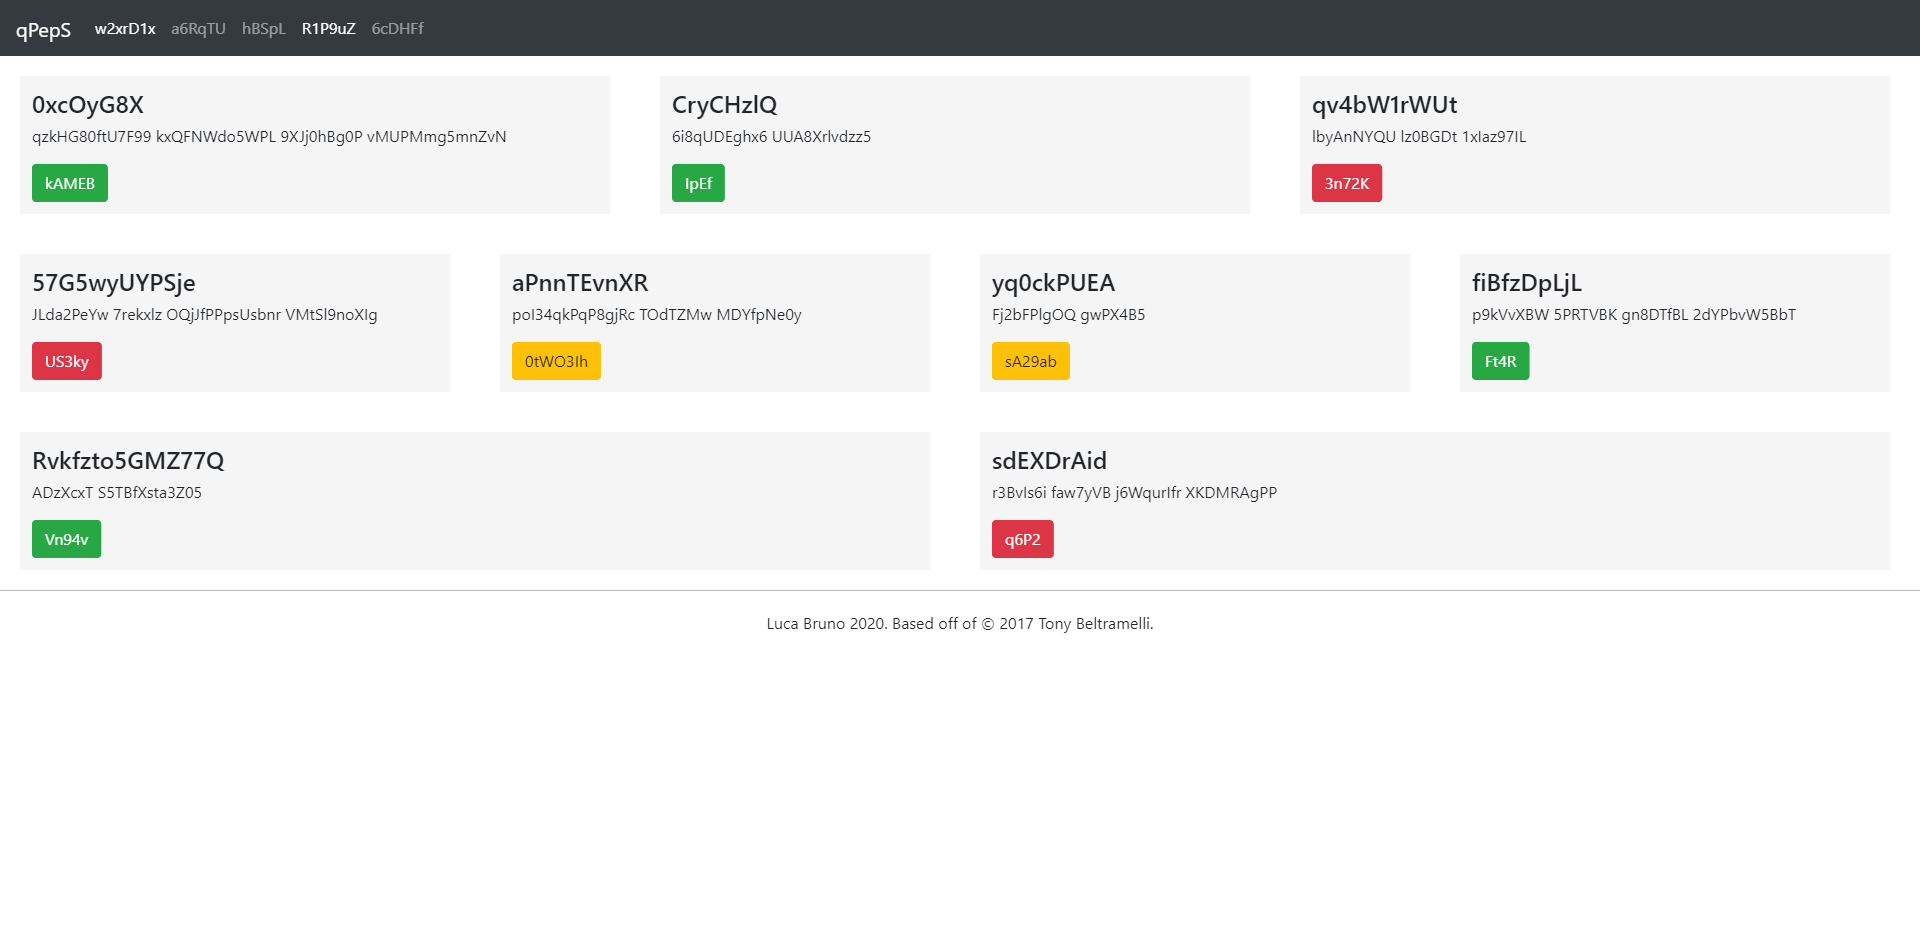 qPepS w2xrD1x a6RqTU hBSpL R1P9uZ 6cDHFf
0xcOyG8X
qzkHG80ftU7F99 kxQFNWdo5WPL 9XJj0hBg0P vMUPMmg5mnZvN
kAMEB
CryCHzlQ
6i8qUDEghx6 UUA8Xrlvdzz5
IpEf
qv4bW1rWUt
lbyAnNYQU lz0BGDt 1xIaz97IL
3n72K
57G5wyUYPSje
JLda2PeYw 7rekxlz OQjJfPPpsUsbnr VMtSl9noXIg
US3ky
aPnnTEvnXR
poI34qkPqP8gjRc TOdTZMw MDYfpNe0y
0tWO3Ih
yq0ckPUEA
Fj2bFPlgOQ gwPX4B5
sA29ab
fiBfzDpLjL
p9kVvXBW 5PRTVBK gn8DTfBL 2dYPbvW5BbT
Ft4R
Rvkfzto5GMZ77Q
ADzXcxT S5TBfXsta3Z05
Vn94v
sdEXDrAid
r3BvIs6i faw7yVB j6WqurIfr XKDMRAgPP
q6P2
Luca Bruno 2020. Based off of © 2017 Tony Beltramelli.